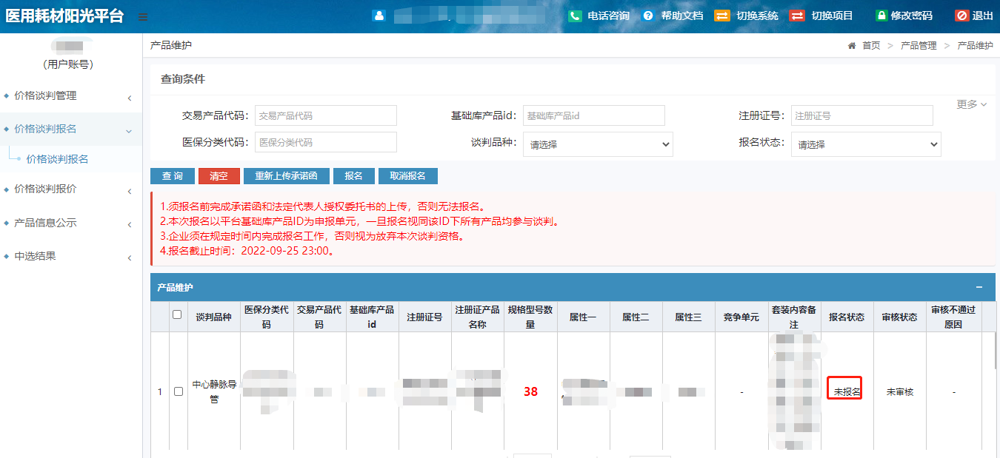 医用耗材阳光平台
电话咨询 帮助文档 切换系统 切换项目 修改密码 退出
(用户账号)
价格谈判管理
价格谈判报名
价格谈判报名
价格谈判报价
产品信息公示
中选结果
产品维护
首页 > 产品管理 > 产品维护
查询条件
更多
交易产品代码： 交易产品代码 基础库产品id： 基础库产品id 注册证号： 注册证号
医保分类代码： 医保分类代码 谈判品种： 请选择 报名状态： 请选择
查询 清空 重新上传承诺函 报名 取消报名
1.须报名前完成承诺函和法定代表人授权委托书的上传，否则无法报名。
2.本次报名以平台基础库产品ID为申报单元，一旦报名视同该ID下所有产品均参与谈判。
3.企业须在规定时间内完成报名工作，否则视为放弃本次谈判资格。
4.报名截止时间：2022-09-25 23:00。
产品维护
谈判品种 医保分类代码 交易产品代码 基础库产品id 注册证号 注册证产品名称 规格型号数量 属性一 属性二 属性三 竞争单元 套装内容备注 报名状态 审核状态 审核不通过原因
1 中心静脉导管 38 - 未报名 未审核 -